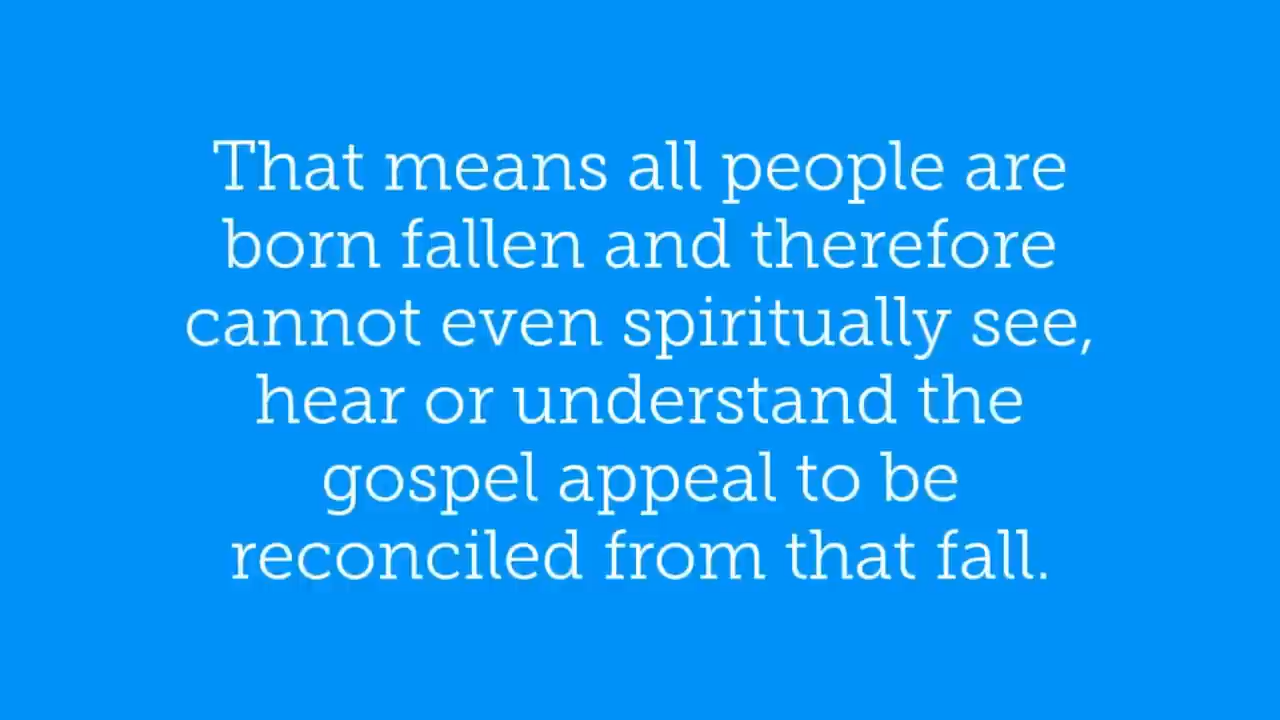 That means all people are
born fallen and therefore
cannot even spiritually see,
hear or understand the
gospel appeal to be
reconciled from that fall.